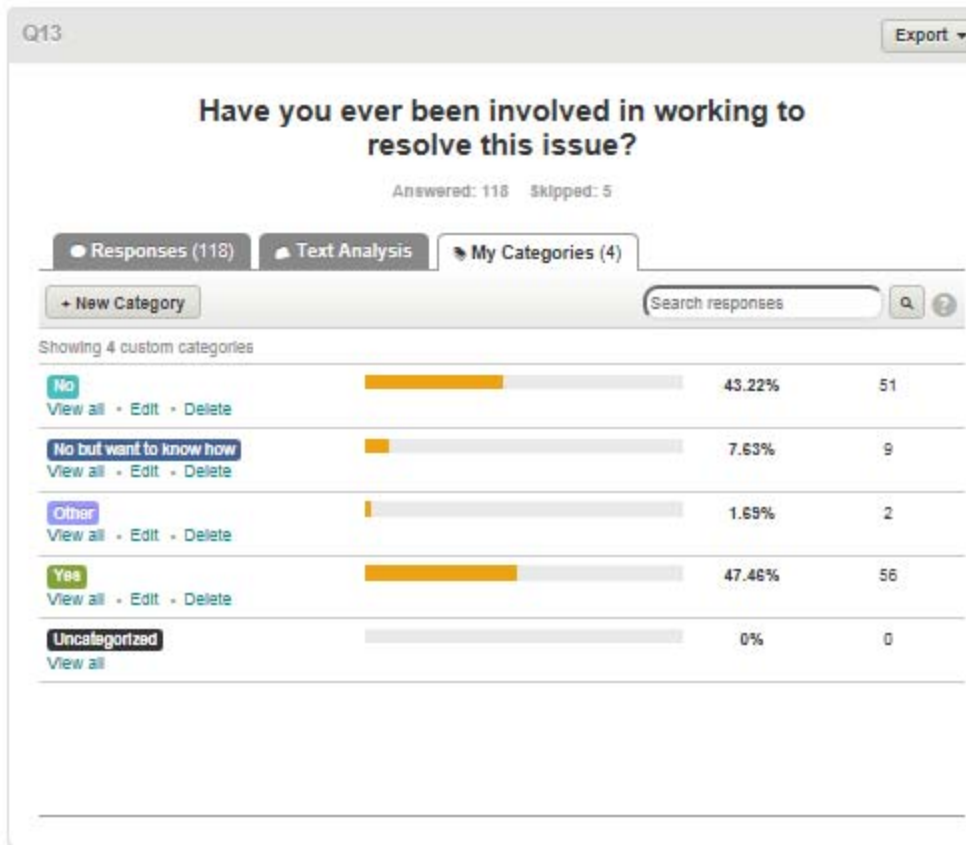 Q13
Export
Have you ever been involved in working to
resolve this issue?
Answered: 118 Skipped: 5
Responses (118)
Text Analysis
My Categories (4)
+ New Category
Search responses
?
Showing 4 custom categories
No
43.22% 51
View all • Edit • Delete
No but want to know how
7.63% 9
View all • Edit • Delete
Other
1.69% 2
View all • Edit • Delete
Yes
47.46% 56
View all • Edit • Delete
Uncategorized
0% 0
View all